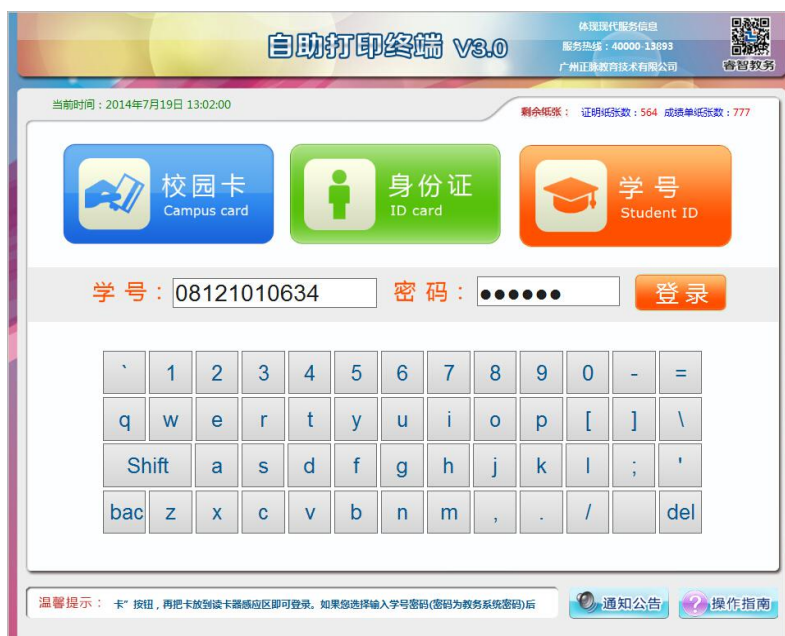 自助打印终端 V3.0
体现现代服务信息
服务热线：40000-13893
广州正脉教育技术有限公司
睿智教务
当前时间：2014年7月19日 13:02:00
剩余纸张： 证明纸张数：564 成绩单纸张数：777
校园卡
Campus card
身份证
ID card
学号
Student ID
学号：08121010634 密码：●●●●●● 登录
` 1 2 3 4 5 6 7 8 9 0 - =
q w e r t y u i o p [ ] \
Shift a s d f g h j k l ; '
bac z x c v b n m , . / del
温馨提示： 卡"按钮，再把卡放到读卡器感应区即可登录。如果您选择输入学号密码(密码为教务系统密码)后
通知公告
操作指南